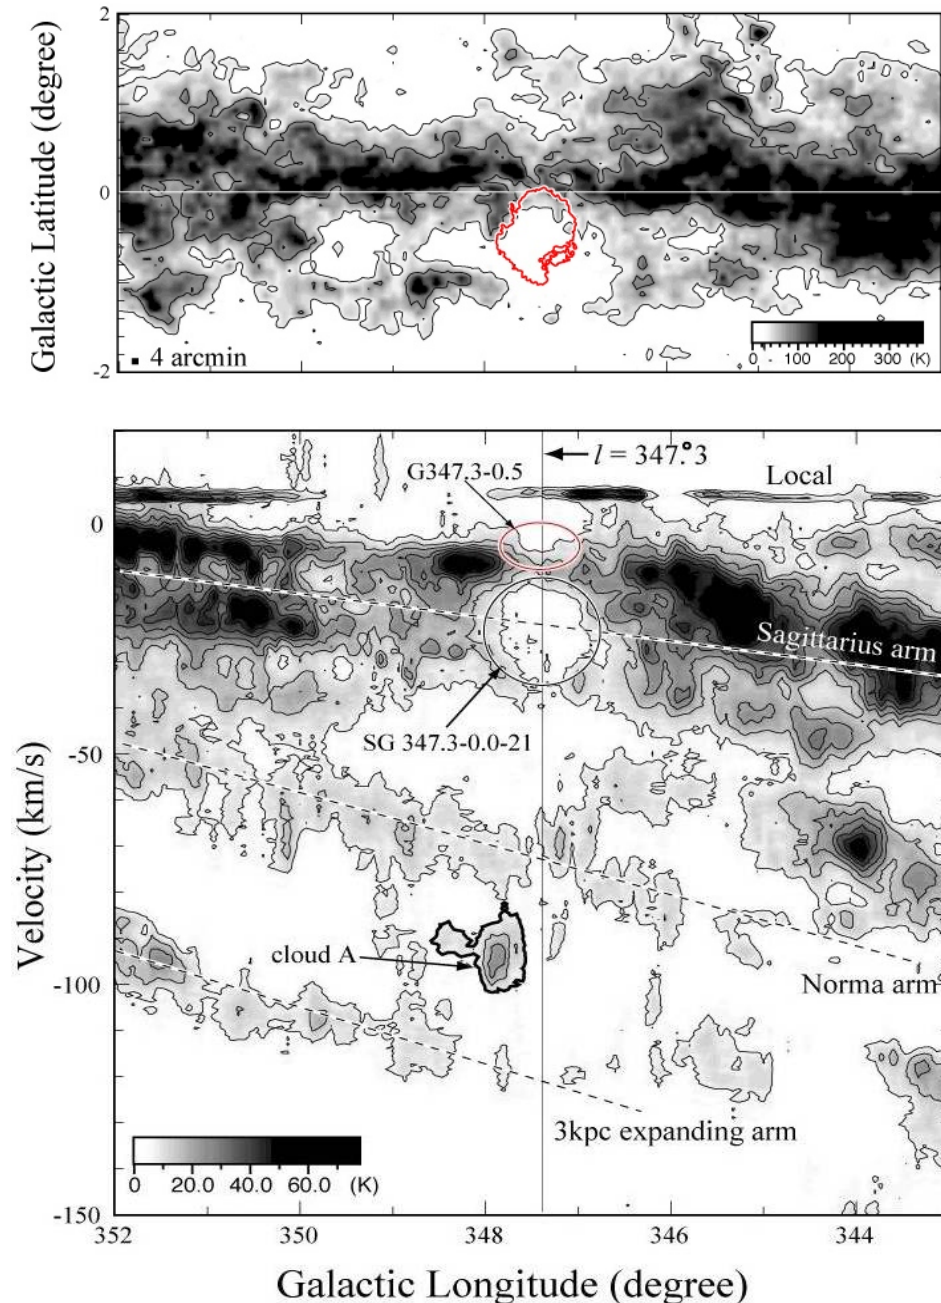 2
Galactic Latitude (degree)
0
-2
4 arcmin
0 100 200 300 (K)
l = 347.°3
G347.3-0.5
Local
0
Sagittarius arm
SG 347.3-0.0-21
-50
Velocity (km/s)
cloud A
-100
Norma arm
3kpc expanding arm
0 20.0 40.0 60.0 (K)
-150
352 350 348 346 344
Galactic Longitude (degree)